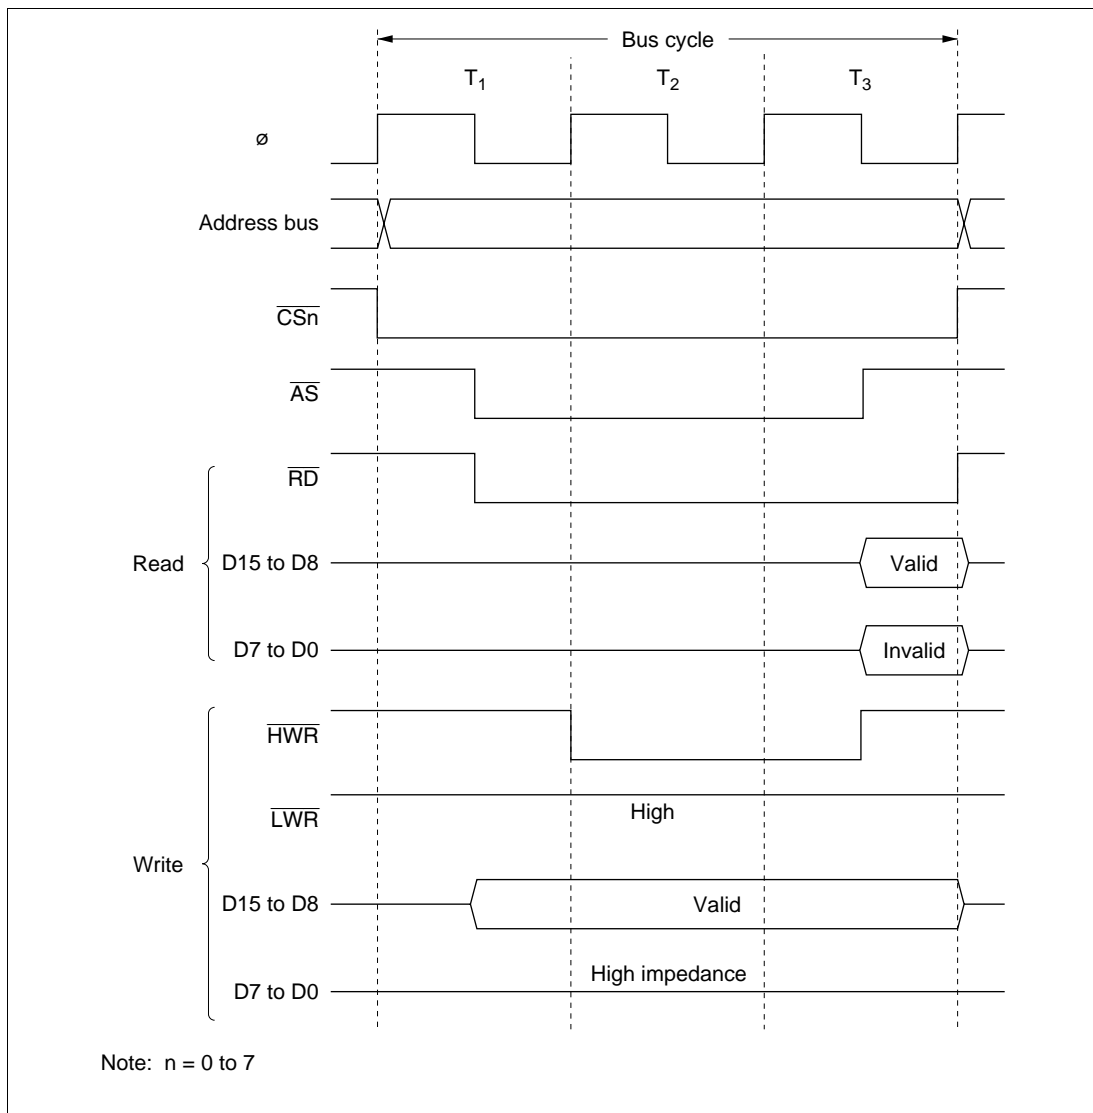 Bus cycle
T1 T2 T3
ø
Address bus
CSn
AS
RD
Read
D15 to D8
Valid
D7 to D0
Invalid
HWR
LWR
High
Write
D15 to D8
Valid
D7 to D0
High impedance
Note: n = 0 to 7